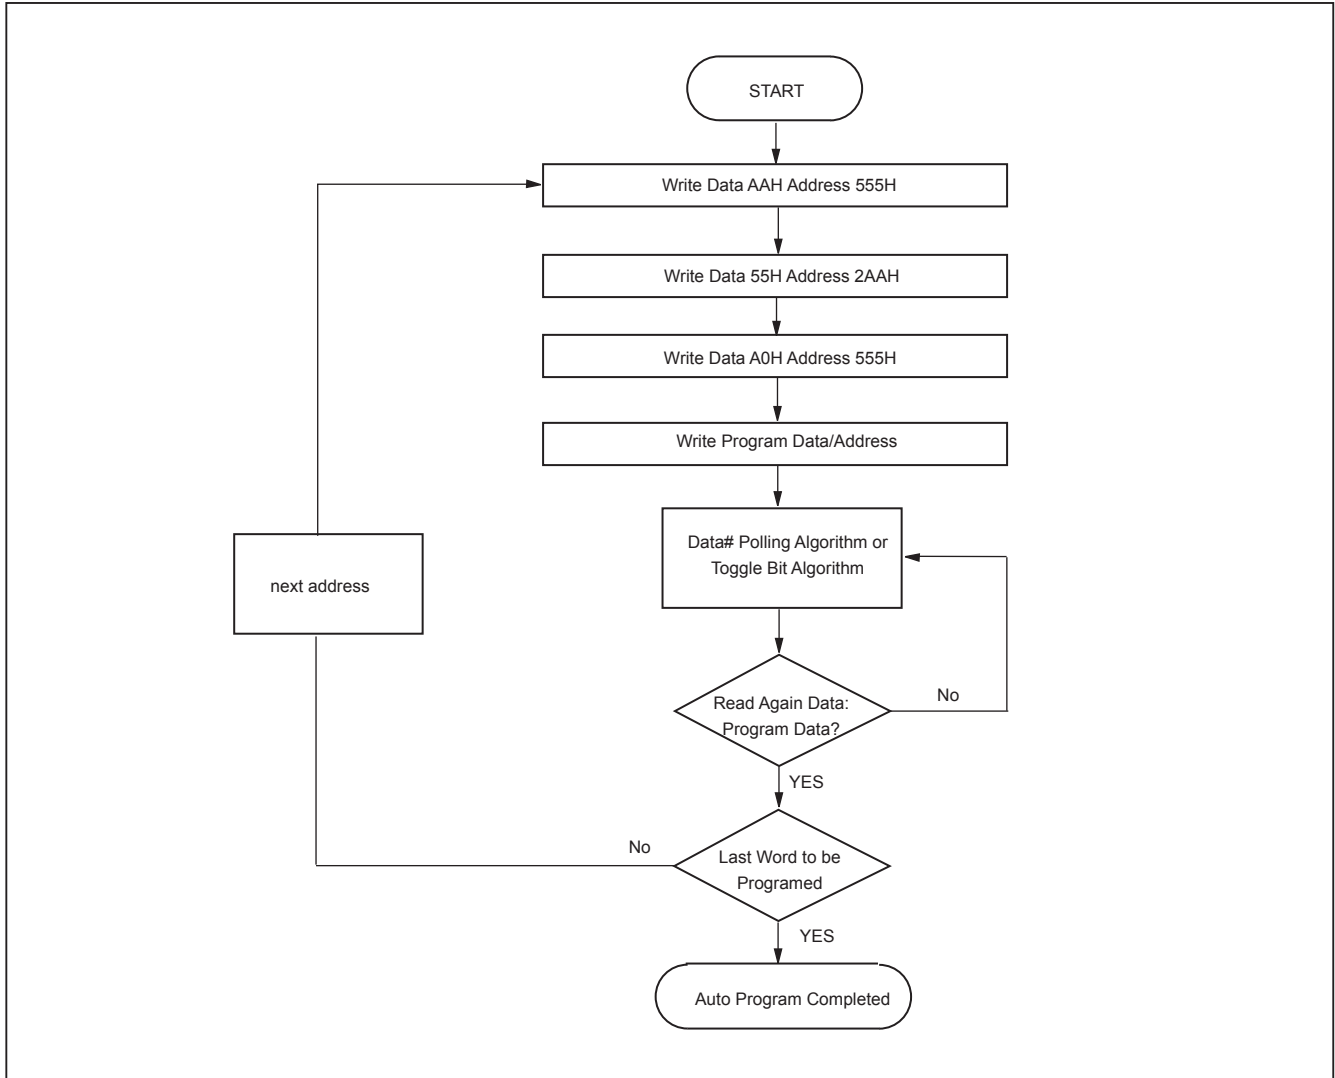 START
Write Data AAH Address 555H
Write Data 55H Address 2AAH
Write Data A0H Address 555H
Write Program Data/Address
Data# Polling Algorithm or
Toggle Bit Algorithm
next address
Read Again Data:
Program Data?
No
YES
No
Last Word to be
Programed
YES
Auto Program Completed